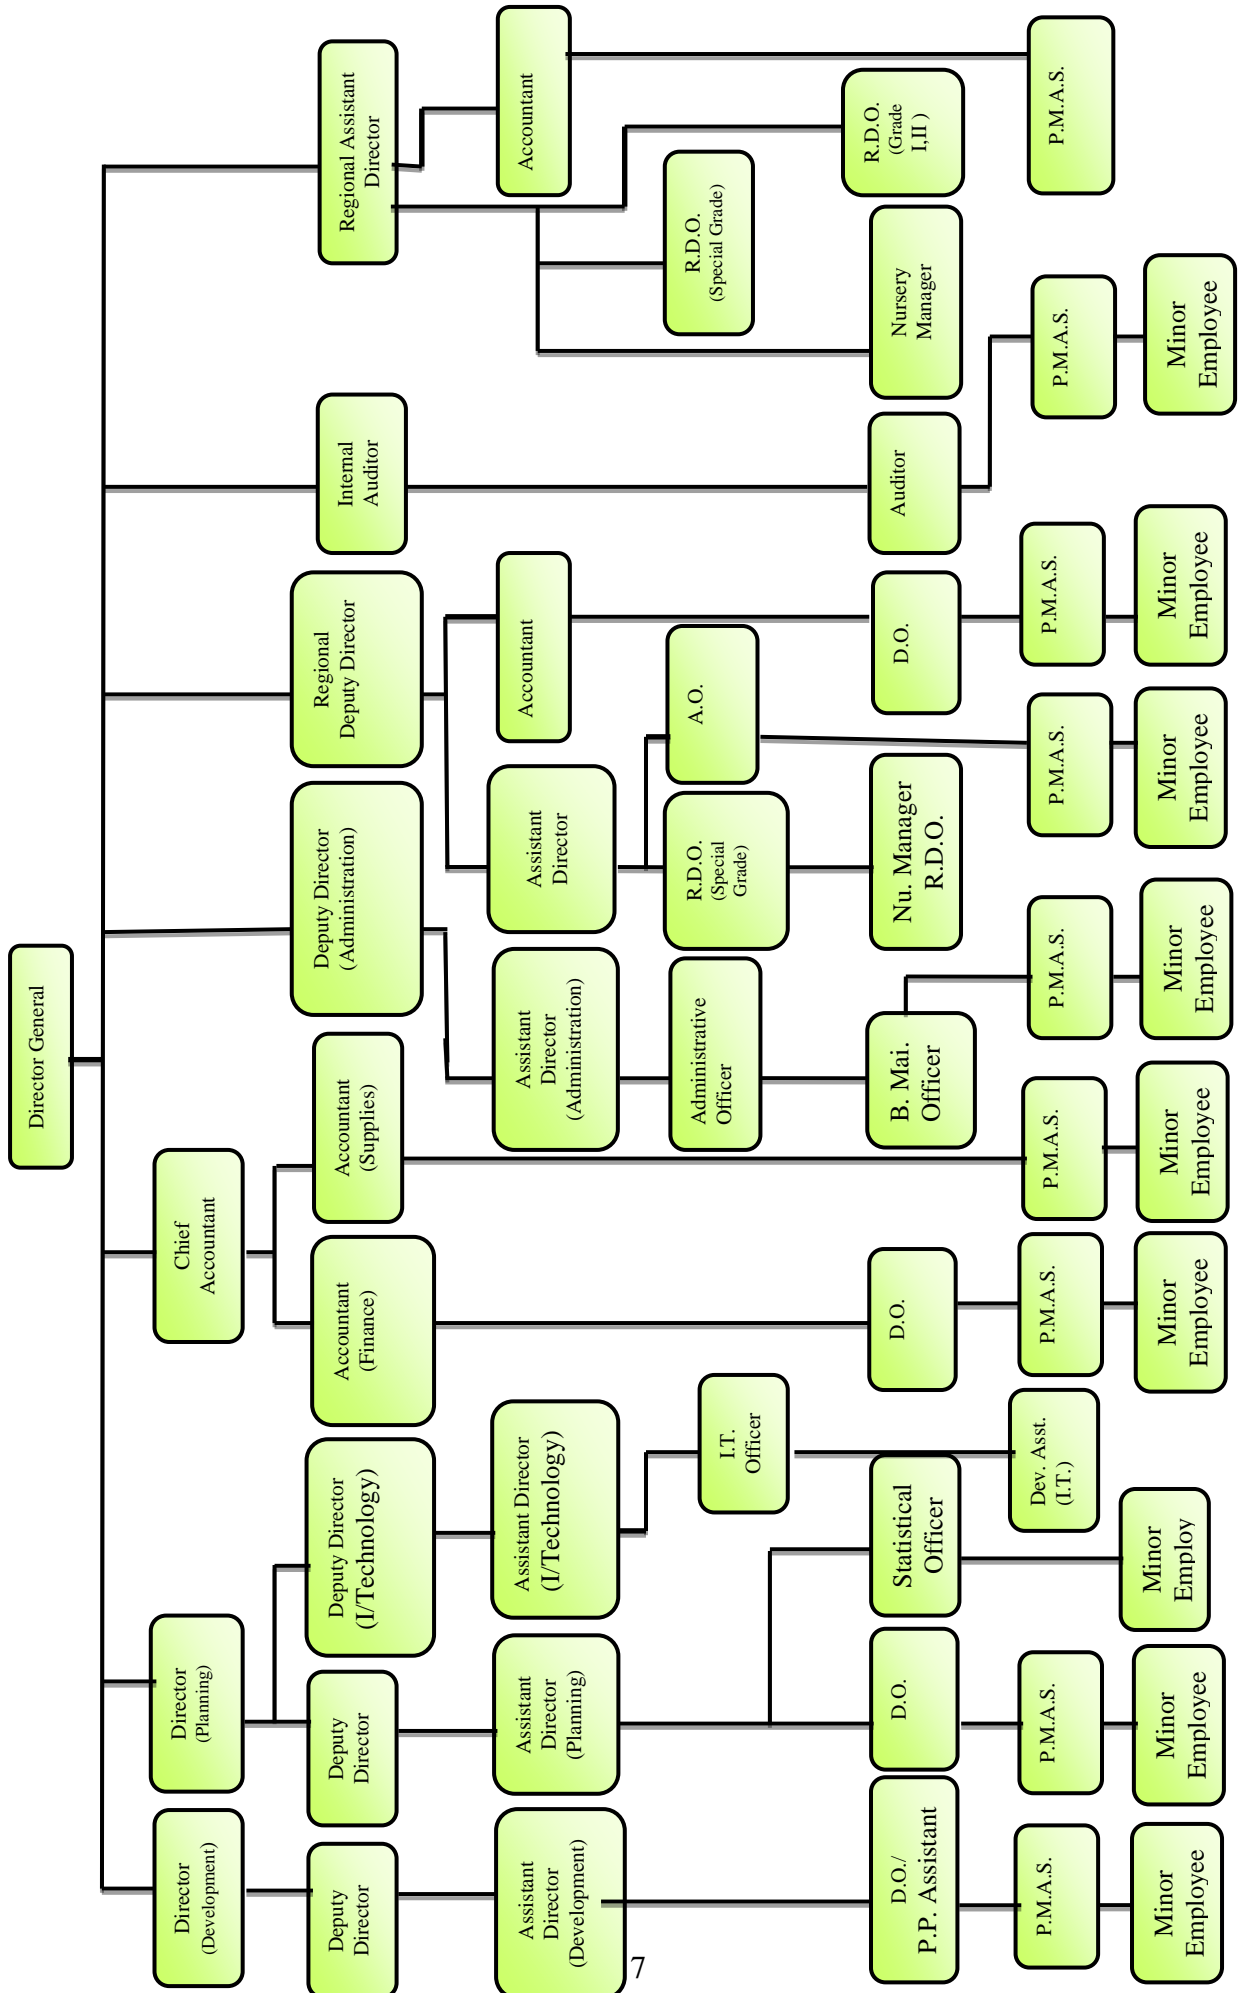 Director General
Director
(Development)
Director
(Planning)
Chief
Accountant
Deputy
Director
Deputy
Director
Deputy Director
(I/Technology)
Accountant
(Finance)
Accountant
(Supplies)
Deputy Director
(Administration)
Regional
Deputy Director
Internal
Auditor
Regional Assistant
Director
Assistant
Director
(Development)
Assistant
Director
(Planning)
Assistant Director
(I/Technology)
Assistant
Director
(Administration)
Assistant
Director
Accountant
Accountant
I.T.
Officer
Administrative
Officer
R.D.O.
(Special
Grade)
A.O.
R.D.O.
(Special Grade)
D.O./
P.P. Assistant
D.O.
Statistical
Officer
D.O.
B. Mai.
Officer
Nu. Manager
R.D.O.
D.O.
Auditor
Nursery
Manager
R.D.O.
(Grade
I,II )
P.M.A.S.
P.M.A.S.
Dev. Asst.
(I.T.)
P.M.A.S.
P.M.A.S.
P.M.A.S.
P.M.A.S.
P.M.A.S.
P.M.A.S.
P.M.A.S.
Minor
Employee
Minor
Employee
Minor
Employ
Minor
Employee
Minor
Employee
Minor
Employee
Minor
Employee
Minor
Employee
Minor
Employee
7